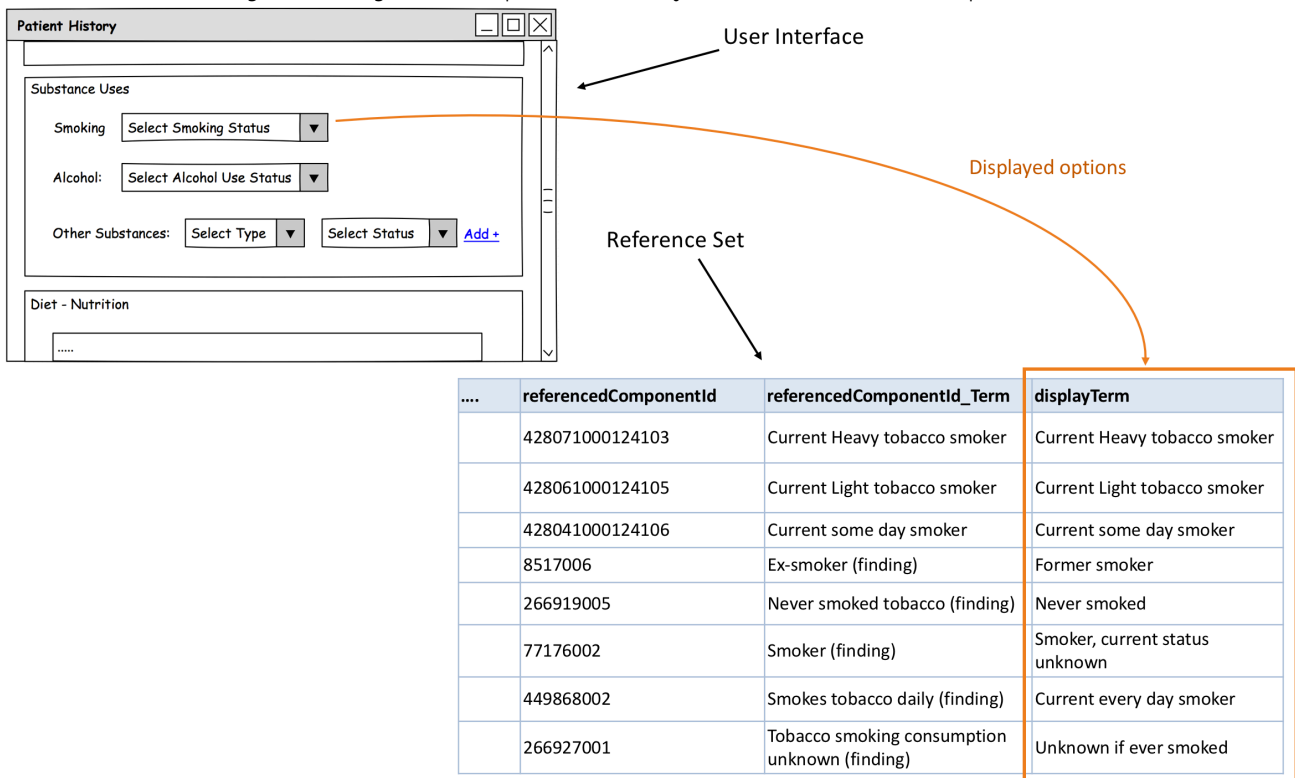 Patient History
User Interface
Substance Uses
Smoking
Select Smoking Status
Displayed options
Alcohol:
Select Alcohol Use Status
Other Substances:
Select Type
Select Status
Add +
Reference Set
Diet - Nutrition
.....
.... referencedComponentId referencedComponentId_Term displayTerm
428071000124103 Current Heavy tobacco smoker Current Heavy tobacco smoker
428061000124105 Current Light tobacco smoker Current Light tobacco smoker
428041000124106 Current some day smoker Current some day smoker
8517006 Ex-smoker (finding) Former smoker
266919005 Never smoked tobacco (finding) Never smoked
77176002 Smoker (finding) Smoker, current status
unknown
449868002 Smokes tobacco daily (finding) Current every day smoker
266927001 Tobacco smoking consumption
unknown (finding) Unknown if ever smoked